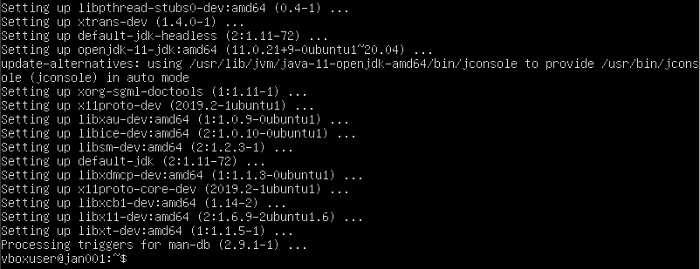 Setting up libpthread-stubs0-dev:amd64 (0.4-1) ...
Setting up xtrans-dev (1.4.0-1) ...
Setting up default-jdk-headless (2:1.11-72) ...
Setting up openjdk-11-jdk:amd64 (11.0.21+9-0ubuntu1~20.04) ...
update-alternatives: using /usr/lib/jvm/java-11-openjdk-amd64/bin/jconsole to provide /usr/bin/jcons
ole (jconsole) in auto mode
Setting up xorg-sgml-doctools (1:1.11-1) ...
Setting up x11proto-dev (2019.2-1ubuntu1) ...
Setting up libxau-dev:amd64 (1:1.0.9-0ubuntu1) ...
Setting up libice-dev:amd64 (2:1.0.10-0ubuntu1) ...
Setting up libsm-dev:amd64 (2:1.2.3-1) ...
Setting up default-jdk (2:1.11-72) ...
Setting up libxdmcp-dev:amd64 (1:1.1.3-0ubuntu1) ...
Setting up x11proto-core-dev (2019.2-1ubuntu1) ...
Setting up libxcb1-dev:amd64 (1.14-2) ...
Setting up libx11-dev:amd64 (2:1.6.9-2ubuntu1.6) ...
Setting up libxt-dev:amd64 (1:1.1.5-1) ...
Processing triggers for man-db (2.9.1-1) ...
vboxuser@jan001:~$